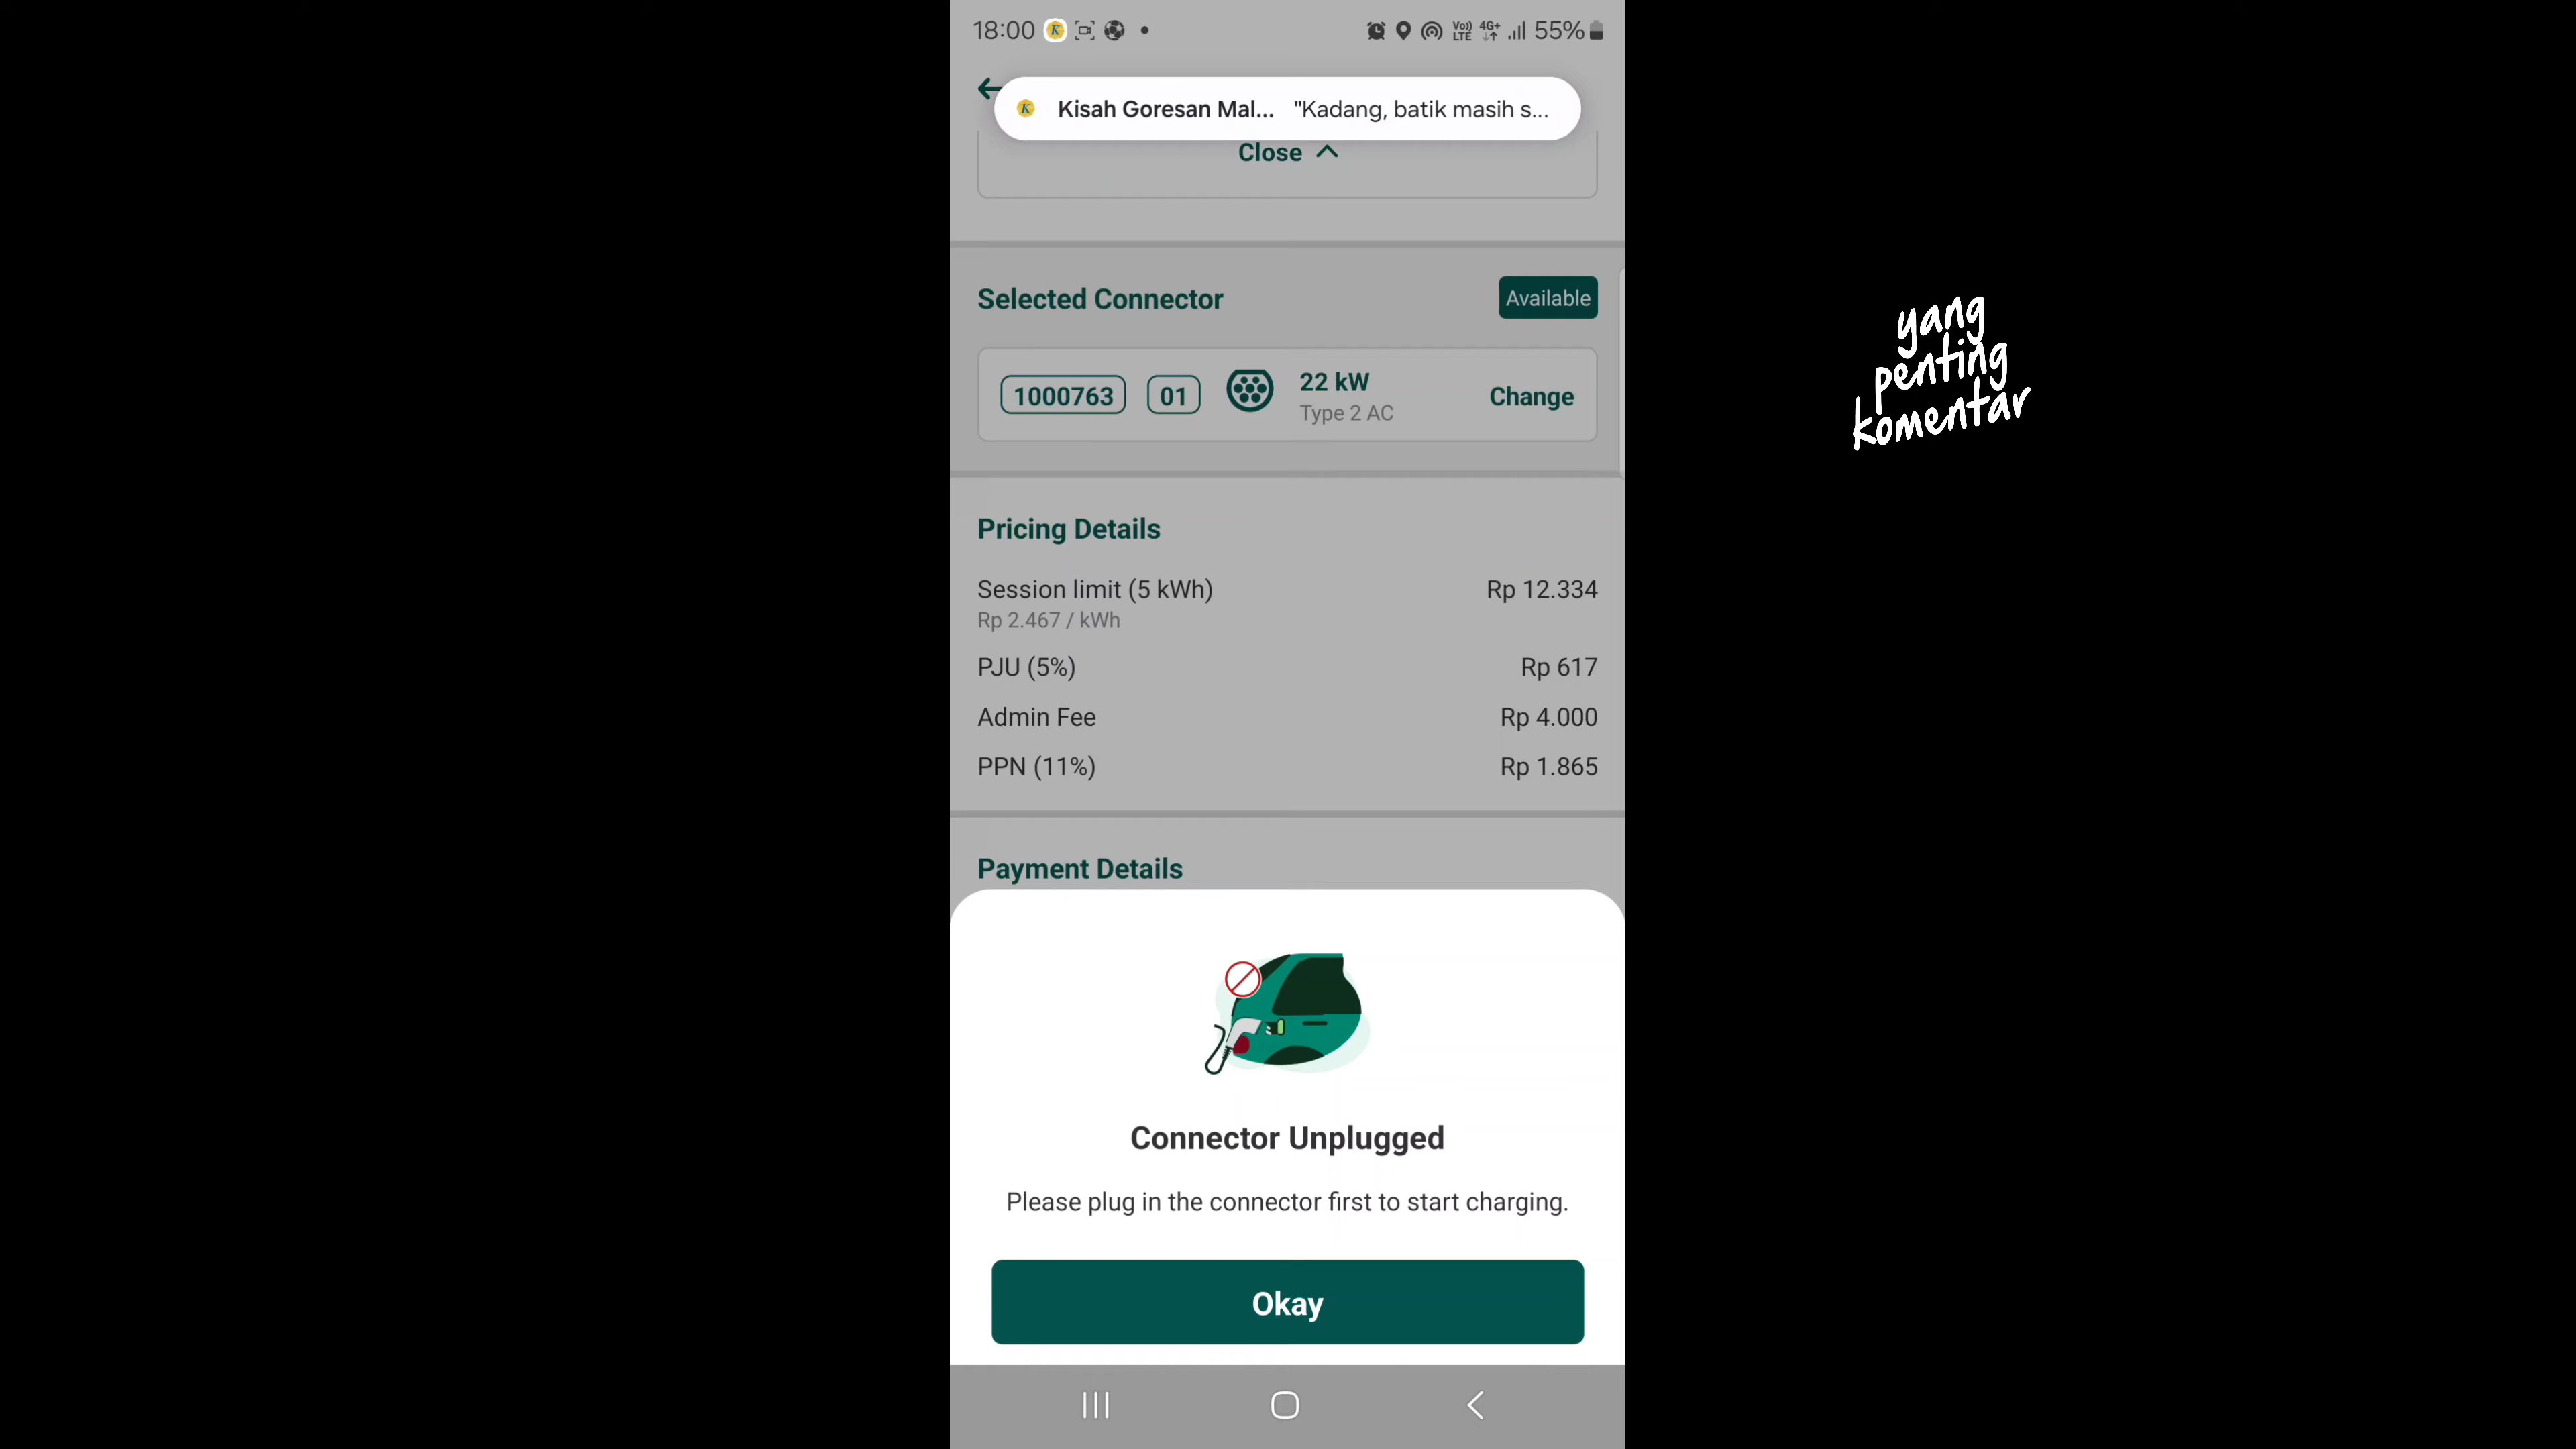 18:00
Vo)) LTE 4G+ 55%
Kisah Goresan Mal... "Kadang, batik masih s...
Close
Selected Connector Available
1000763 01 22 kW Change
Type 2 AC
Pricing Details
Session limit (5 kWh) Rp 12.334
Rp 2.467 / kWh
PJU (5%) Rp 617
Admin Fee Rp 4.000
PPN (11%) Rp 1.865
Payment Details
Connector Unplugged
Please plug in the connector first to start charging.
Okay
yang
penting
komentar